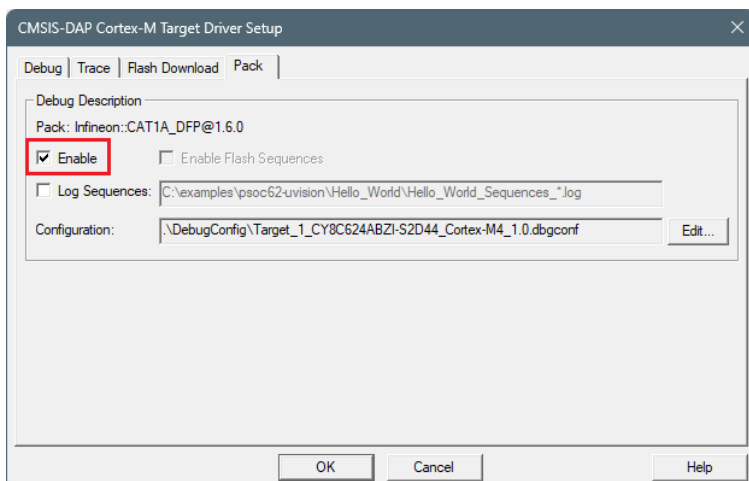 CMSIS-DAP Cortex-M Target Driver Setup
Debug Trace Flash Download Pack
Debug Description
Pack: Infineon::CAT1A_DFP@1.6.0
Enable Enable Flash Sequences
Log Sequences: C:\examples\psoc62-uvision\Hello_World\Hello_World_Sequences_*.log
Configuration: .\DebugConfig\Target_1_CY8C624ABZI-S2D44_Cortex-M4_1.0.dbgconf Edit...
OK Cancel Help